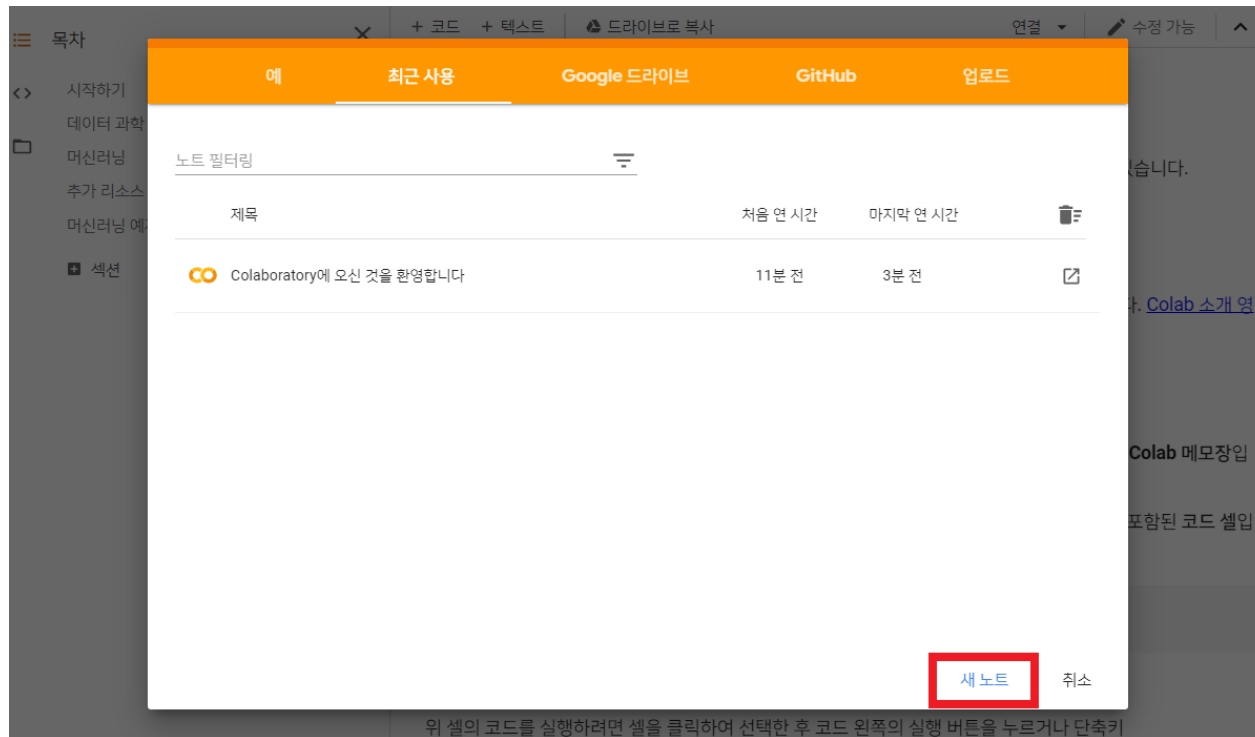 목차
+ 코드 + 텍스트 드라이브로 복사 연결 수정 가능
시작하기
데이터 과학
머신러닝
추가 리소스
머신러닝
섹션
예 최근 사용 Google 드라이브 GitHub 업로드
노트 필터링
제목 처음 연 시간 마지막 연 시간
Colaboratory에 오신 것을 환영합니다 11분 전 3분 전
새 노트 취소
있습니다.
Colab 소개 영
Colab 메모장입
포함된 코드 셀입
위 셀의 코드를 실행하려면 셀을 클릭하여 선택한 후 코드 왼쪽의 실행 버튼을 누르거나 단축키